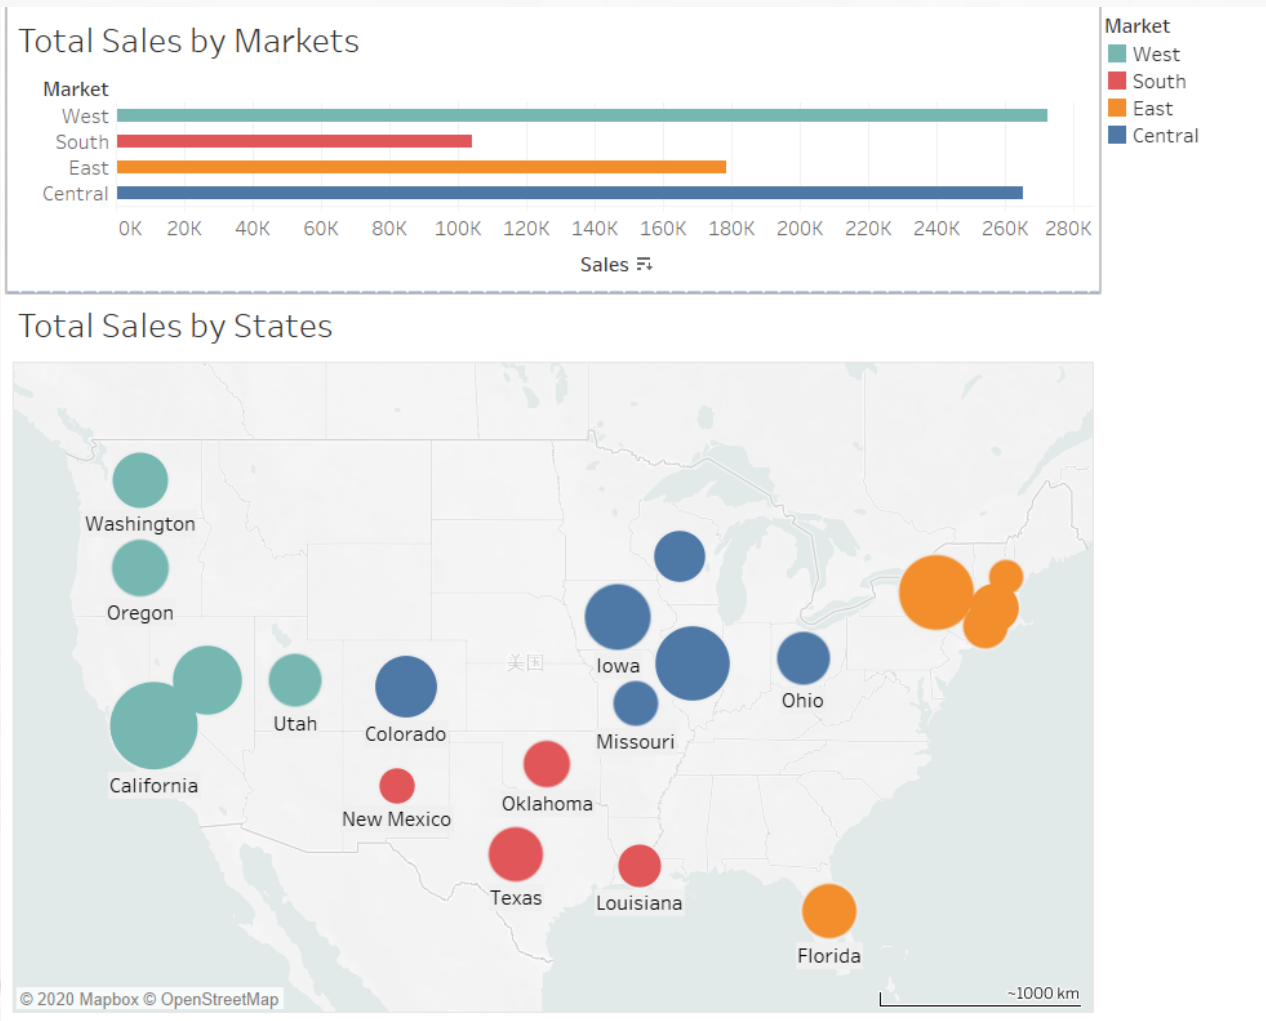 Total Sales by Markets
Market
West
South
East
Central
0K 20K 40K 60K 80K 100K 120K 140K 160K 180K 200K 220K 240K 260K 280K
Sales
Market
West
South
East
Central
Total Sales by States
Washington
Oregon
California
Utah
Colorado
New Mexico
美国
Iowa
Missouri
Ohio
Oklahoma
Texas
Louisiana
Florida
© 2020 Mapbox © OpenStreetMap
~1000 km